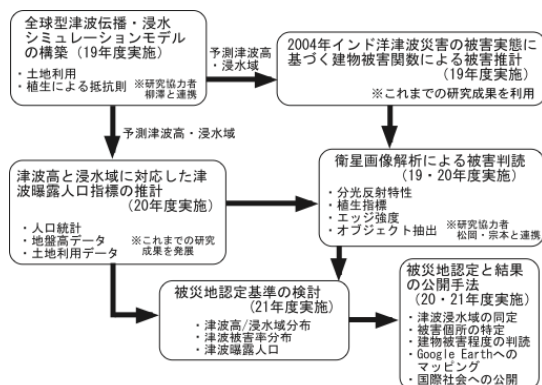 全球型津波伝播・浸水
シミュレーションモデル
の構築（19年度実施）
・土地利用
・植生による抵抗則
※研究協力者
柳澤と連携
予測津波高・
浸水域
2004年インド洋津波災害の被害実態に
基づく建物被害関数による被害推計
（19年度実施）
※これまでの研究成果を利用
予測津波高・浸水域
津波高と浸水域に対応した津
波曝露人口指標の推計
（20年度実施）
・人口統計
・地盤高データ
・土地利用データ
※これまでの研究
成果を発展
衛星画像解析による被害判読
（19・20年度実施）
・分光反射特性
・植生指標
・エッジ強度
・オブジェクト抽出
※研究協力者
松岡・宗本と連携
被災地認定基準の検討
（21年度実施）
・津波高/浸水域分布
・津波被害率分布
・津波曝露人口
被災地認定と結果
の公開手法
（20・21年度実施）
・津波浸水域の同定
・被害個所の特定
・建物被害程度の判読
・Google Earthへの
マッピング
・国際社会への公開